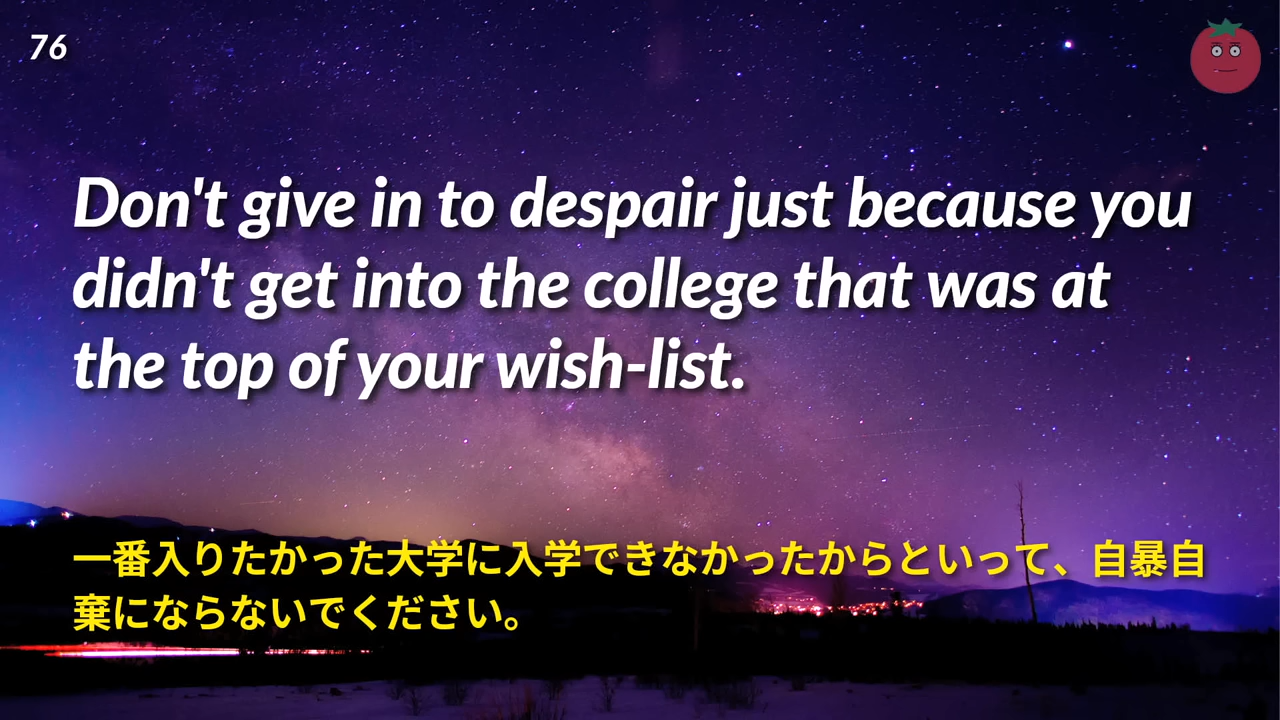 76
Don't give in to despair just because you
didn't get into the college that was at
the top of your wish-list.
一番入りたかった大学に入学できなかったからといって、自暴自
棄にならないでください。